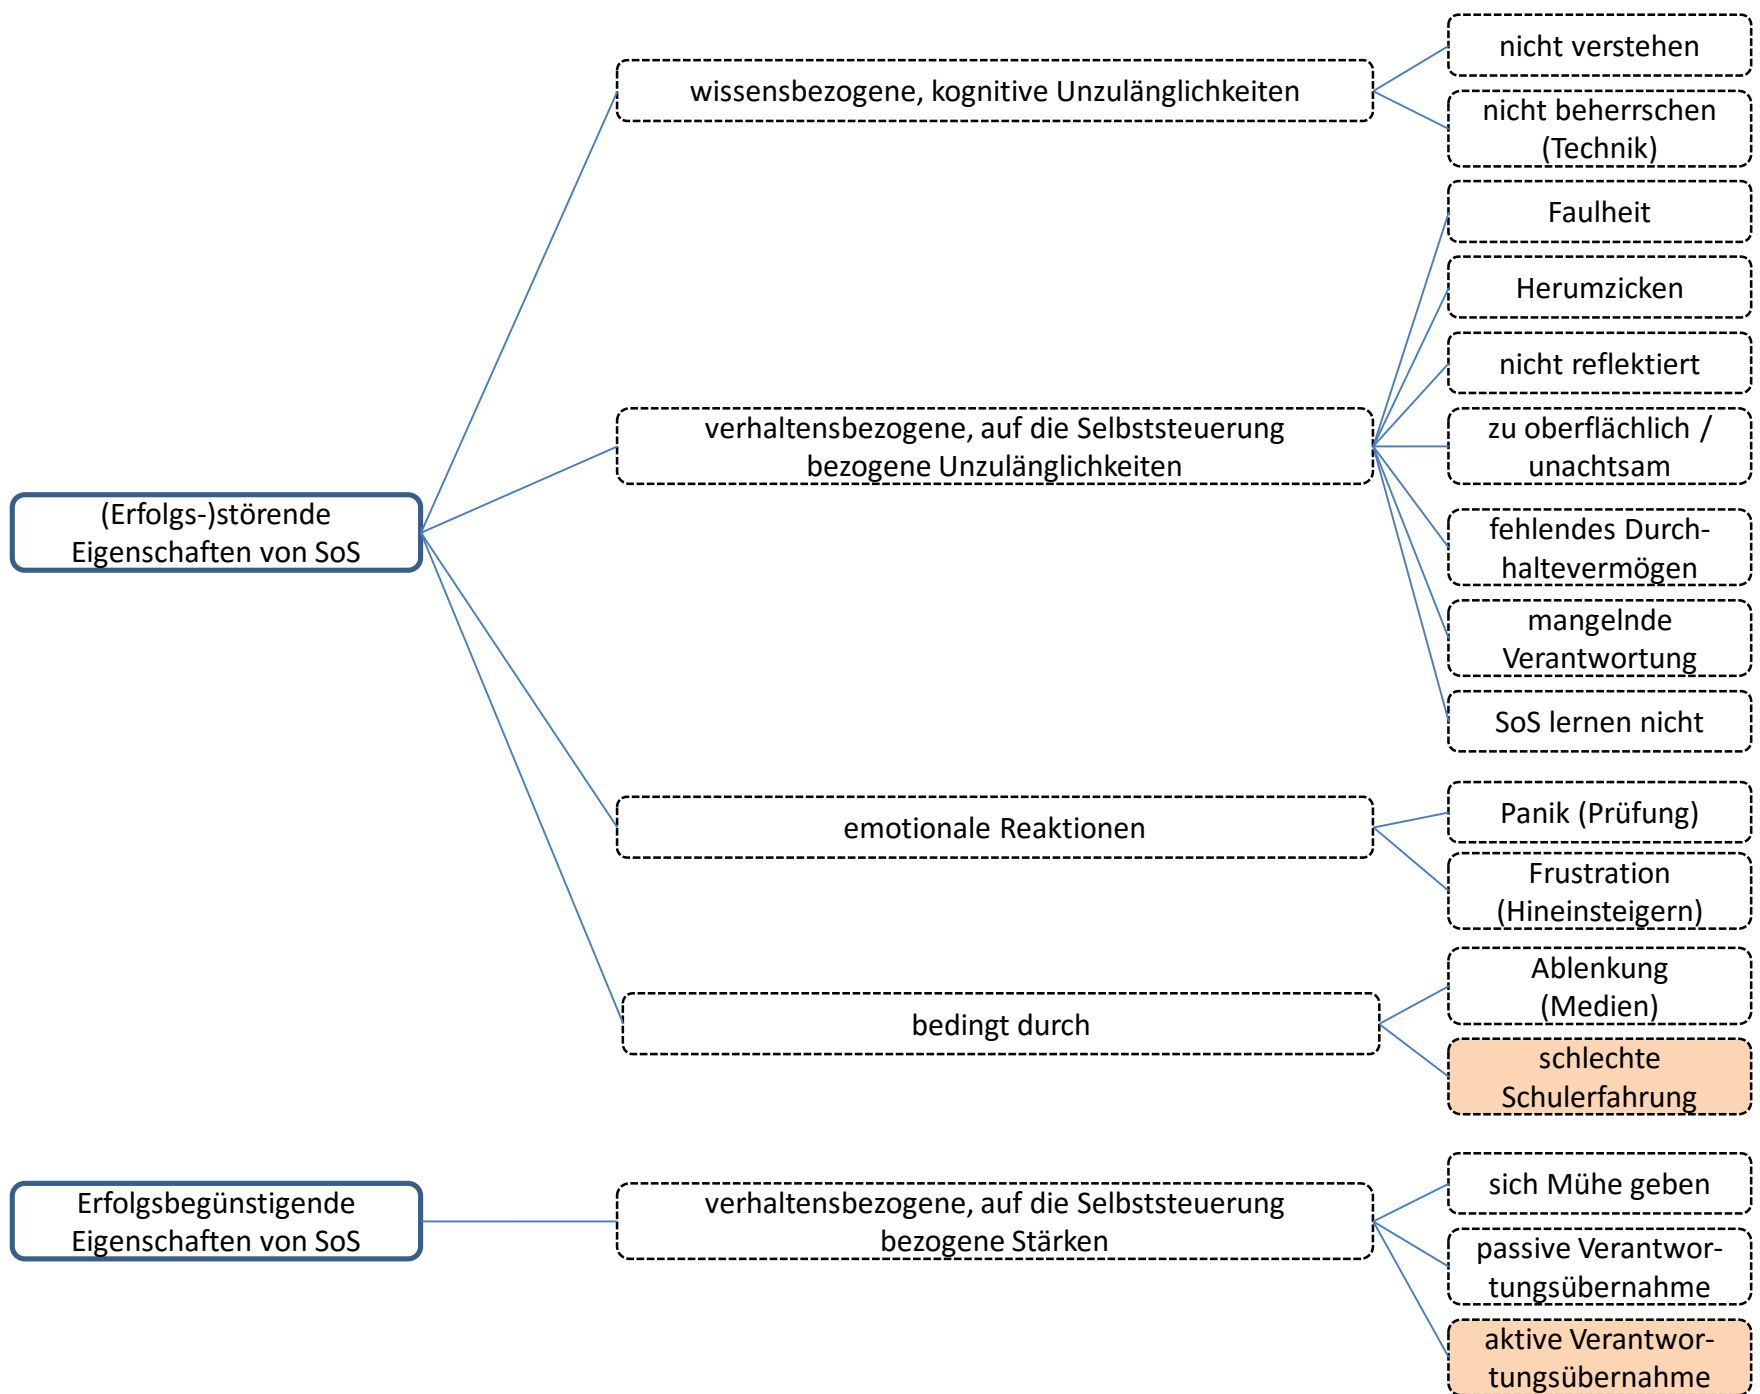 nicht verstehen
wissensbezogene, kognitive Unzulänglichkeiten
nicht beherrschen
(Technik)
Faulheit
Herumzicken
nicht reflektiert
verhaltensbezogene, auf die Selbststeuerung
bezogene Unzulänglichkeiten
zu oberflächlich /
unachtsam
(Erfolgs-)störende
Eigenschaften von SoS
fehlendes Durch-
haltevermögen
mangelnde
Verantwortung
SoS lernen nicht
emotionale Reaktionen
Panik (Prüfung)
Frustration
(Hineinsteigern)
bedingt durch
Ablenkung
(Medien)
schlechte
Schulerfahrung
Erfolgsbegünstigende
Eigenschaften von SoS
verhaltensbezogene, auf die Selbststeuerung
bezogene Stärken
sich Mühe geben
passive Verantwor-
tungsübernahme
aktive Verantwor-
tungsübernahme